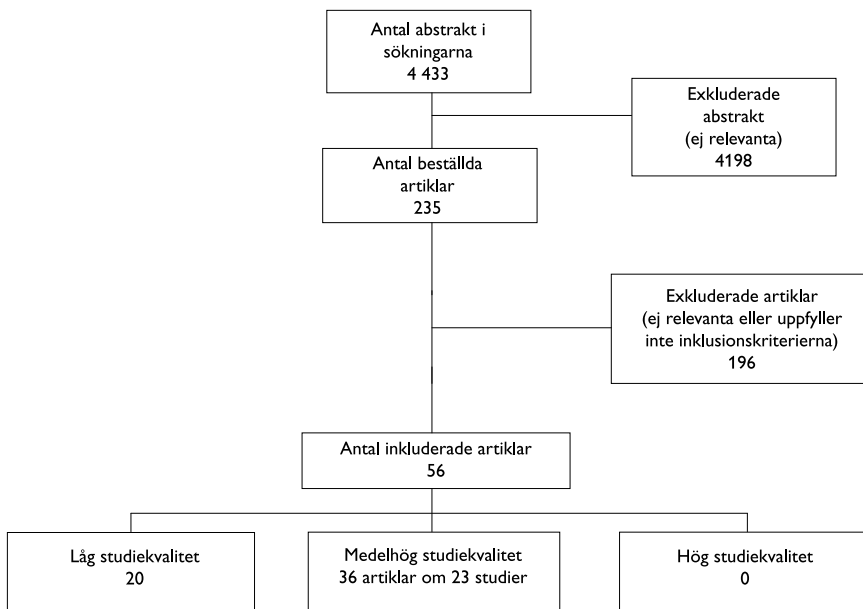 Antal abstrakt i
sökningarna
4 433
Exkluderade
abstrakt
(ej relevanta)
4198
Antal beställda
artiklar
235
Exkluderade artiklar
(ej relevanta eller uppfyller
inte inklusionskriterierna)
196
Antal inkluderade artiklar
56
Låg studiekvalitet
20
Medelhög studiekvalitet
36 artiklar om 23 studier
Hög studiekvalitet
0